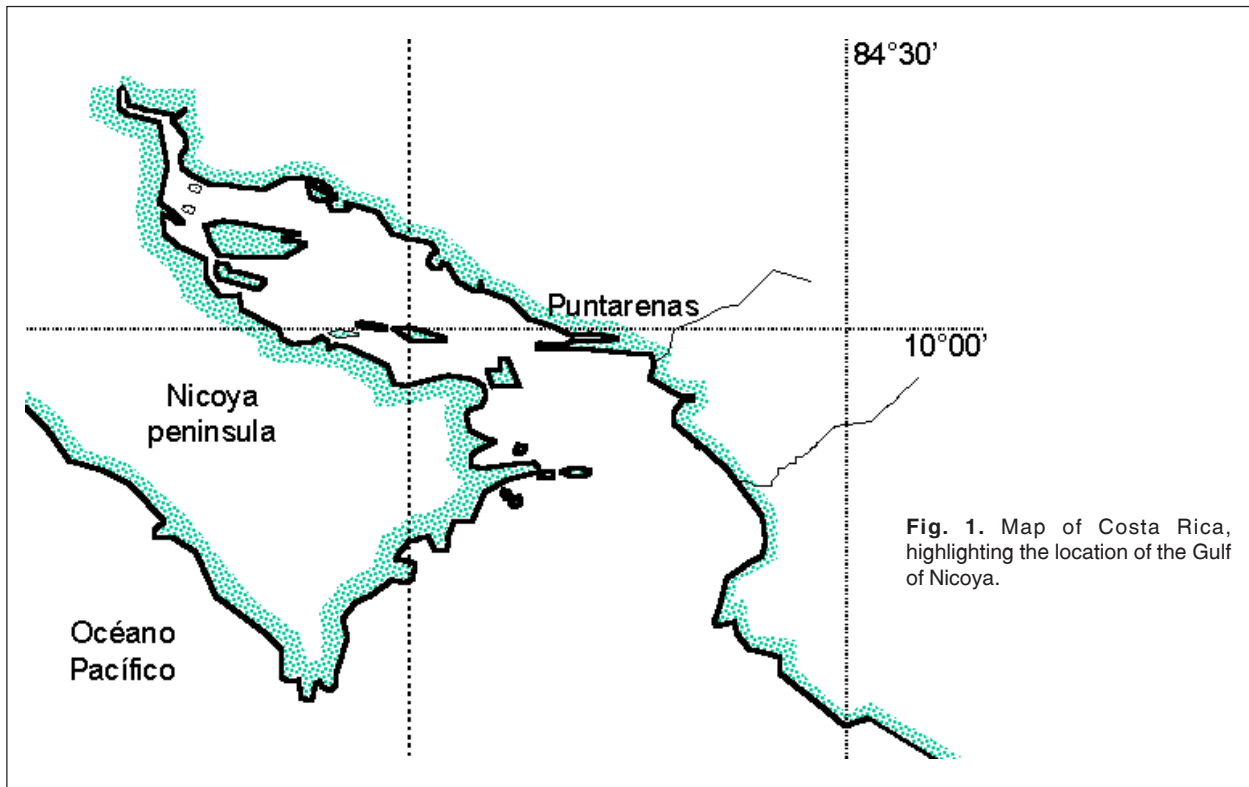 84°30'
Puntarenas
10°00'
Nicoya
peninsula
Océano
Pacífico
Fig. 1. Map of Costa Rica,
highlighting the location of the Gulf
of Nicoya.